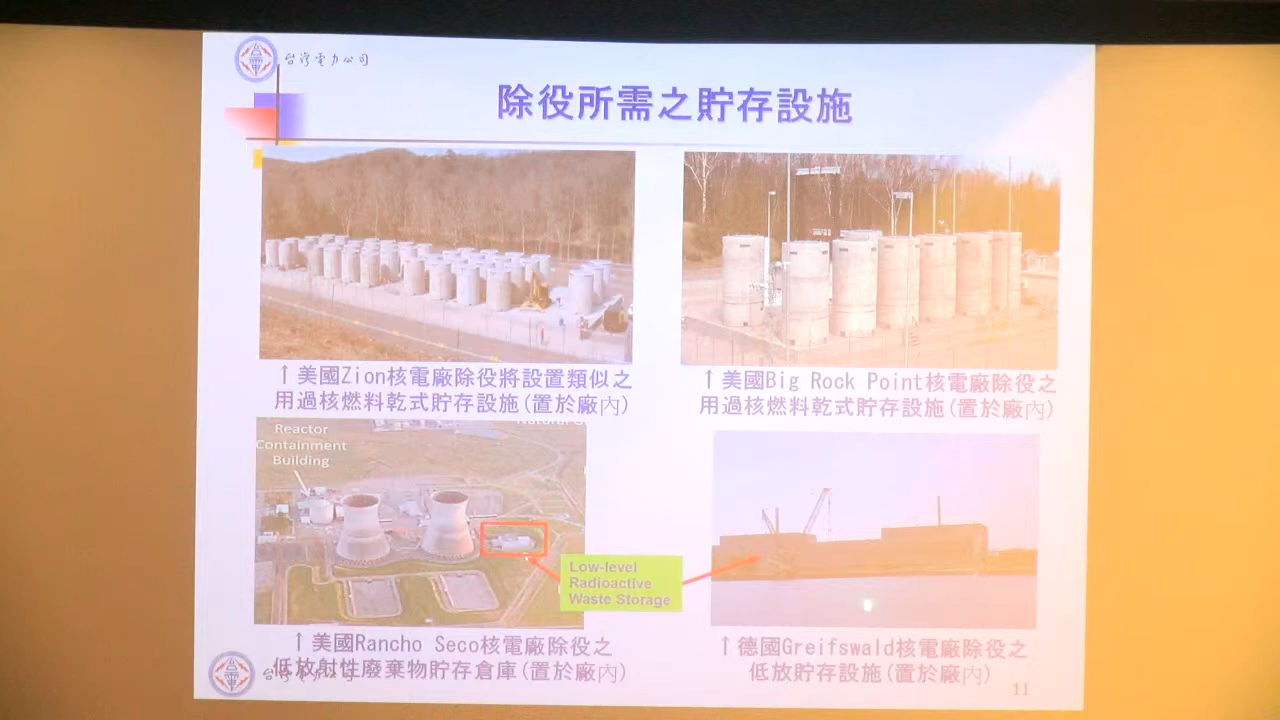 台灣電力公司
除役所需之貯存設施
↑美國Zion核電廠除役將設置類似之
用過核燃料乾式貯存設施(置於廠內)
↑美國Big Rock Point核電廠除役之
用過核燃料乾式貯存設施(置於廠內)
Reactor
Containment
Building
Low-level
Radioactive
Waste Storage
↑美國Rancho Seco核電廠除役之
低放射性廢棄物貯存倉庫(置於廠內)
↑德國Greifswald核電廠除役之
低放貯存設施(置於廠內)
台灣電力公司
11